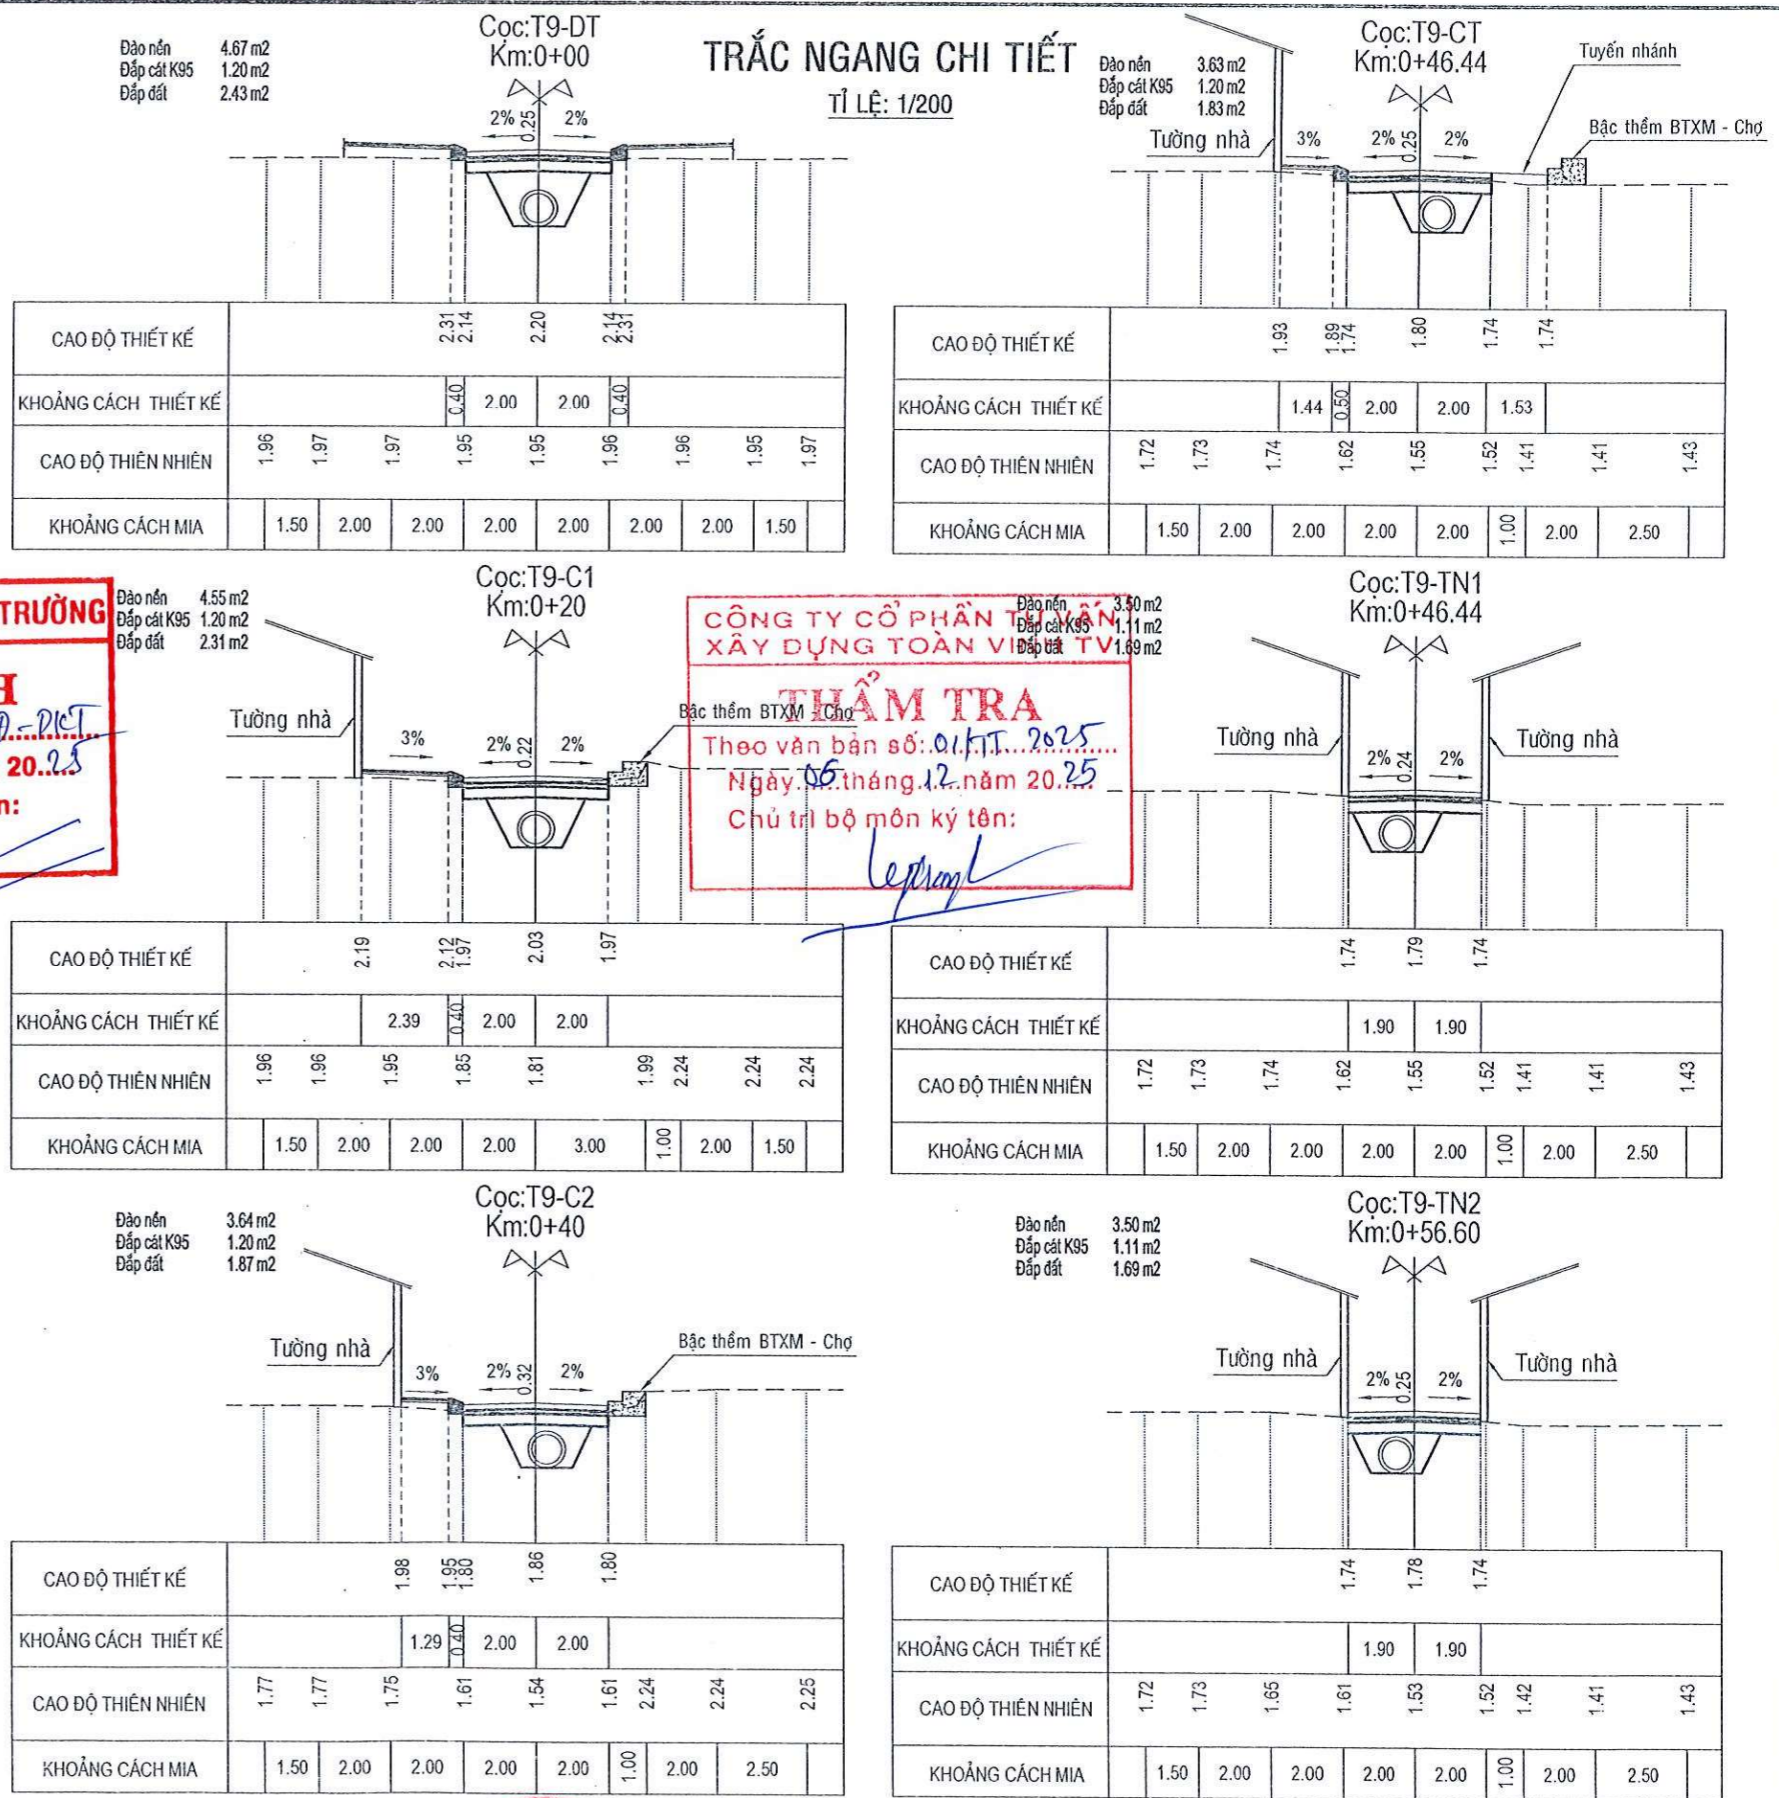 TRẮC NGANG CHI TIẾT
TỈ LỆ: 1/200
Cọc:T9-DT
Km:0+00
Đào nền 4.67 m2
Đắp cát K95 1.20 m2
Đắp đất 2.43 m2
2% 0.25 2%
CAO ĐỘ THIẾT KẾ 2.31 2.14 2.20 2.14 2.31
KHOẢNG CÁCH THIẾT KẾ 0.40 2.00 2.00 0.40
CAO ĐỘ THIÊN NHIÊN 1.96 1.97 1.97 1.95 1.95 1.96 1.96 1.95 1.97
KHOẢNG CÁCH MIA 1.50 2.00 2.00 2.00 2.00 2.00 2.00 1.50
Cọc:T9-CT
Km:0+46.44
Đào nền 3.63 m2
Đắp cát K95 1.20 m2
Đắp đất 1.83 m2
Tuyến nhánh
Bậc thềm BTXM - Chợ
Tường nhà
3% 2% 0.25 2%
CAO ĐỘ THIẾT KẾ 1.93 1.89 1.74 1.80 1.74 1.74
KHOẢNG CÁCH THIẾT KẾ 1.44 0.50 2.00 2.00 1.53
CAO ĐỘ THIÊN NHIÊN 1.72 1.73 1.74 1.62 1.55 1.52 1.41 1.41 1.43
KHOẢNG CÁCH MIA 1.50 2.00 2.00 2.00 2.00 1.00 2.00 2.50
TRƯỜNG
H
20..25
n:
Cọc:T9-C1
Km:0+20
Đào nền 4.55 m2
Đắp cát K95 1.20 m2
Đắp đất 2.31 m2
Tường nhà
Bậc thềm BTXM - Chợ
3% 2% 0.22 2%
CAO ĐỘ THIẾT KẾ 2.19 2.12 1.97 2.03 1.97
KHOẢNG CÁCH THIẾT KẾ 2.39 0.40 2.00 2.00
CAO ĐỘ THIÊN NHIÊN 1.96 1.96 1.95 1.85 1.81 1.99 2.24 2.24 2.24
KHOẢNG CÁCH MIA 1.50 2.00 2.00 2.00 3.00 1.00 2.00 1.50
CÔNG TY CỔ PHẦN TƯ VẤN
XÂY DỰNG TOÀN VINH TV
THẨM TRA
Theo văn bản số: 01/TT. 2025
Ngày 06 tháng 12 năm 20 25
Chủ trì bộ môn ký tên:
Cọc:T9-TN1
Km:0+46.44
Đào nền 3.50 m2
Đắp cát K95 1.11 m2
Đắp đất 1.69 m2
Tường nhà
Tường nhà
2% 0.24 2%
CAO ĐỘ THIẾT KẾ 1.74 1.79 1.74
KHOẢNG CÁCH THIẾT KẾ 1.90 1.90
CAO ĐỘ THIÊN NHIÊN 1.72 1.73 1.74 1.62 1.55 1.52 1.41 1.41 1.43
KHOẢNG CÁCH MIA 1.50 2.00 2.00 2.00 2.00 1.00 2.00 2.50
Cọc:T9-C2
Km:0+40
Đào nền 3.64 m2
Đắp cát K95 1.20 m2
Đắp đất 1.87 m2
Tường nhà
Bậc thềm BTXM - Chợ
3% 2% 0.32 2%
CAO ĐỘ THIẾT KẾ 1.98 1.95 1.80 1.86 1.80
KHOẢNG CÁCH THIẾT KẾ 1.29 0.40 2.00 2.00
CAO ĐỘ THIÊN NHIÊN 1.77 1.77 1.75 1.61 1.54 1.61 2.24 2.24 2.25
KHOẢNG CÁCH MIA 1.50 2.00 2.00 2.00 2.00 1.00 2.00 2.50
Cọc:T9-TN2
Km:0+56.60
Đào nền 3.50 m2
Đắp cát K95 1.11 m2
Đắp đất 1.69 m2
Tường nhà
Tường nhà
2% 0.25 2%
CAO ĐỘ THIẾT KẾ 1.74 1.78 1.74
KHOẢNG CÁCH THIẾT KẾ 1.90 1.90
CAO ĐỘ THIÊN NHIÊN 1.72 1.73 1.65 1.61 1.53 1.52 1.42 1.41 1.43
KHOẢNG CÁCH MIA 1.50 2.00 2.00 2.00 2.00 1.00 2.00 2.50